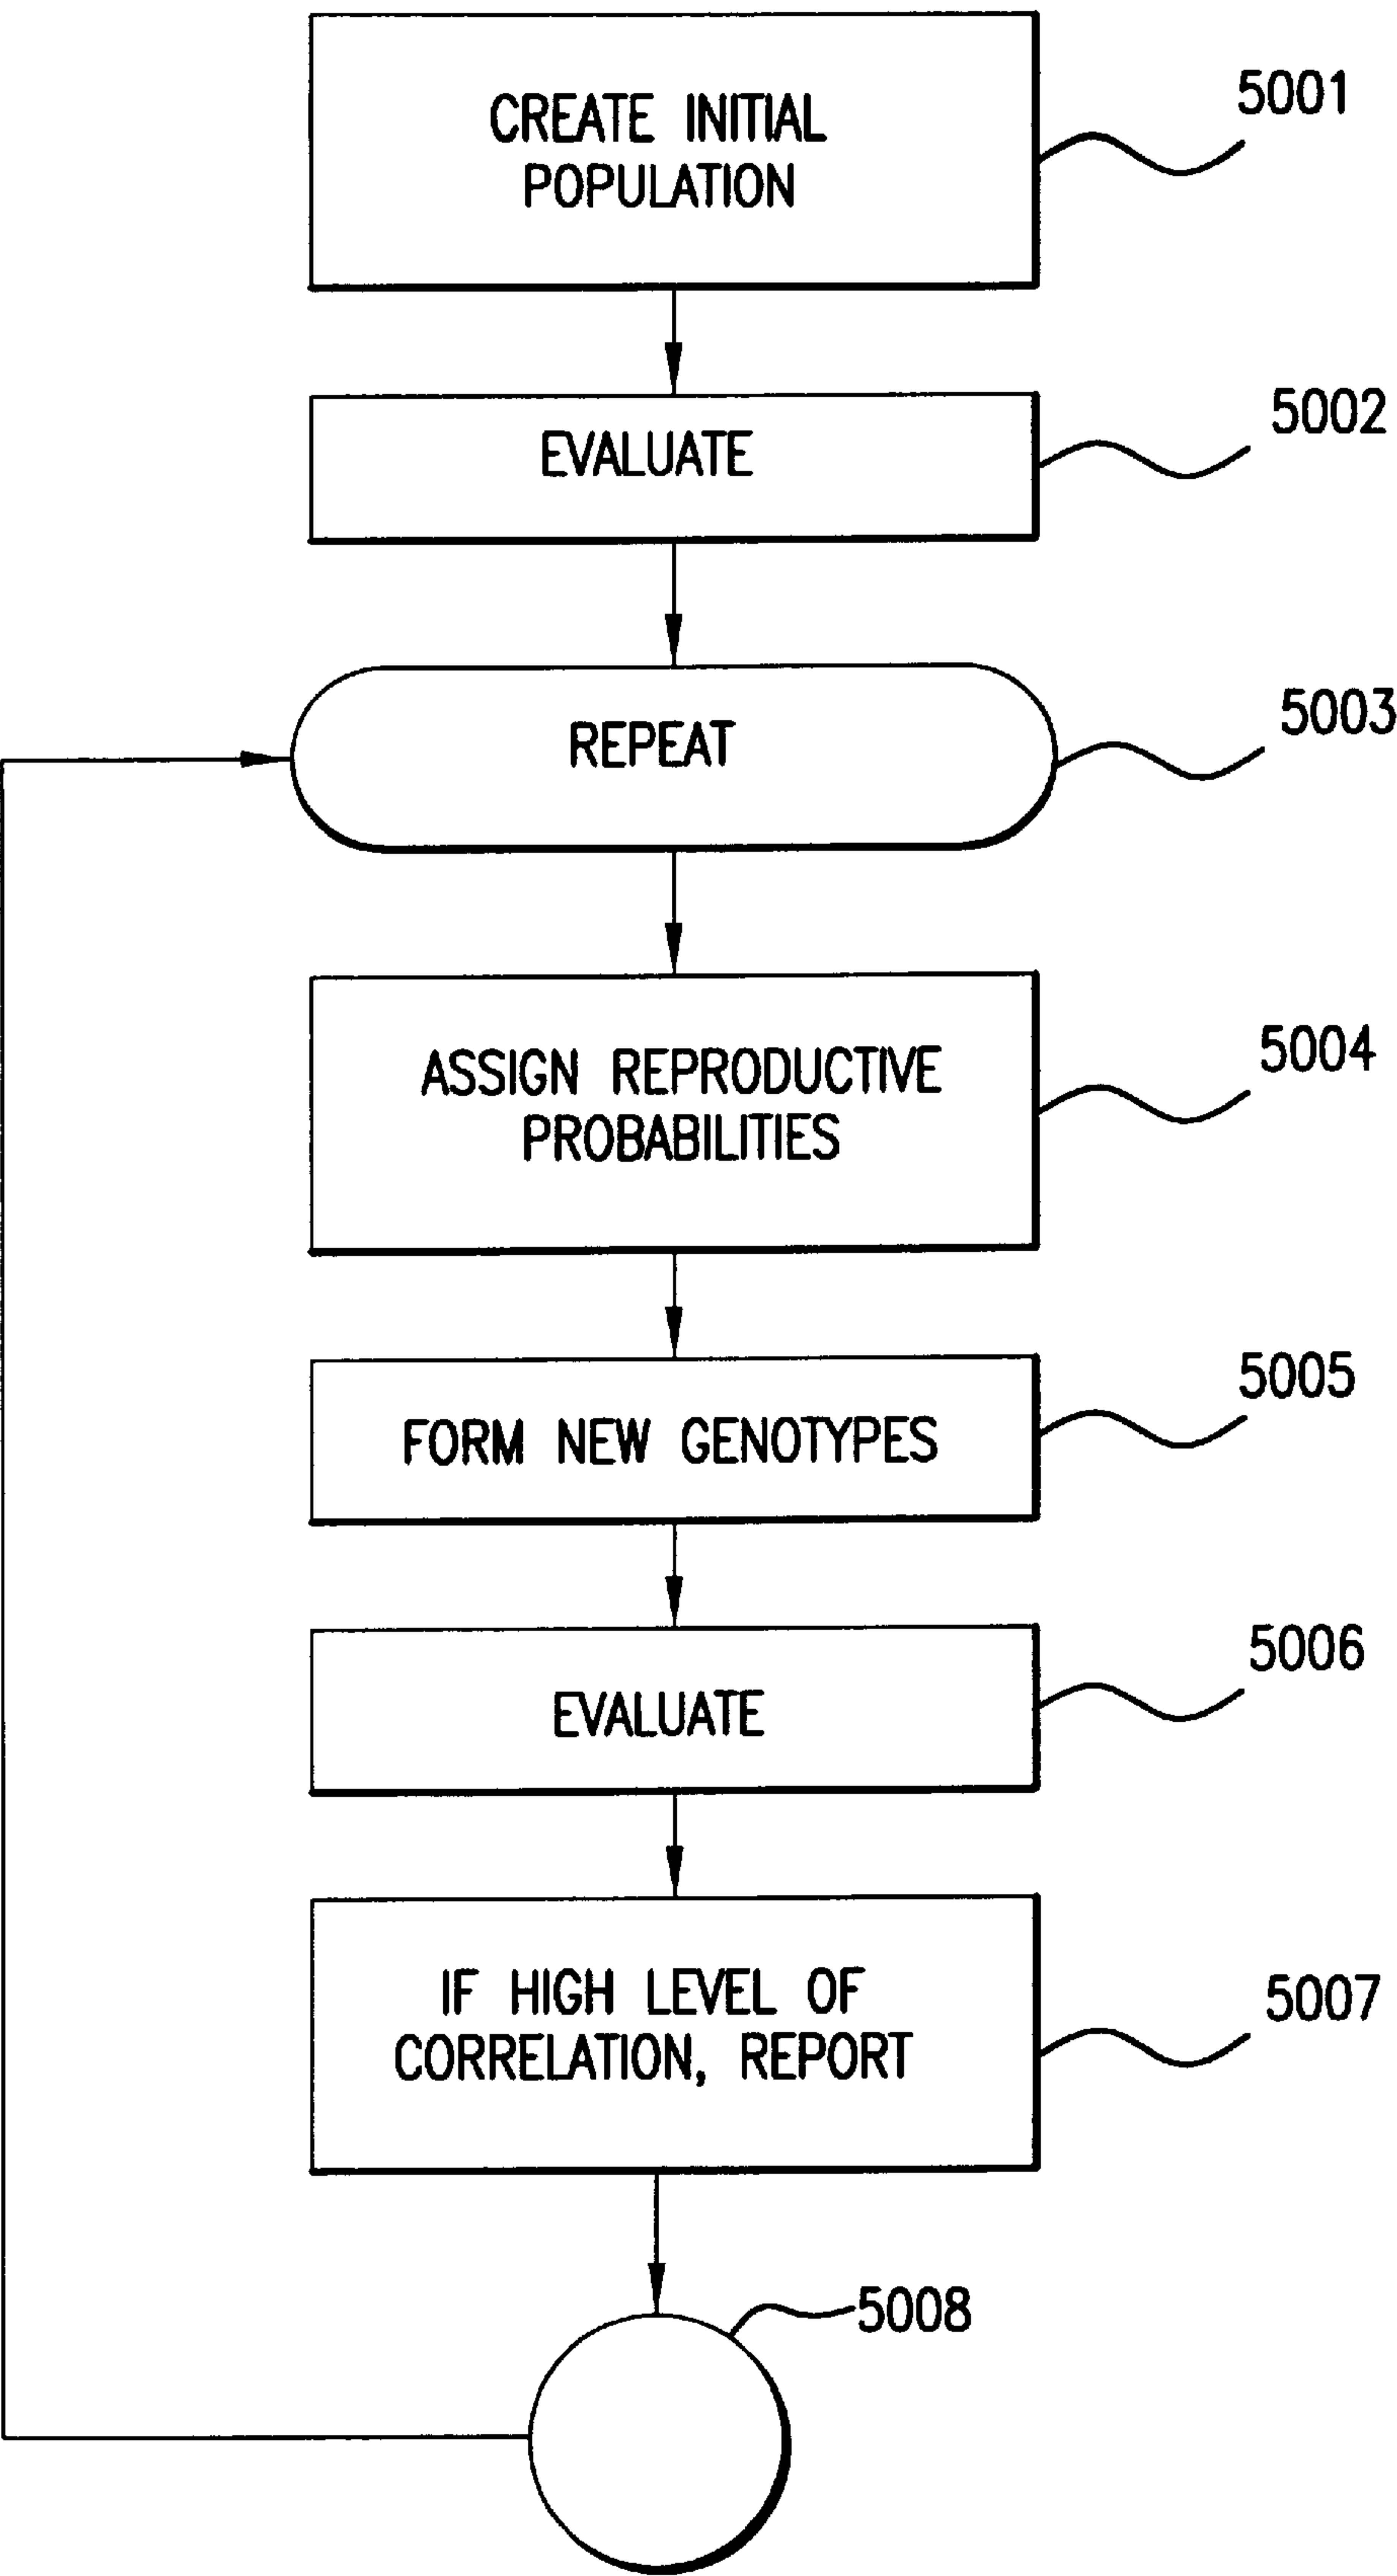 CREATE INITIAL
POPULATION
5001
EVALUATE
5002
REPEAT
5003
ASSIGN REPRODUCTIVE
PROBABILITIES
5004
FORM NEW GENOTYPES
5005
EVALUATE
5006
IF HIGH LEVEL OF
CORRELATION, REPORT
5007
5008